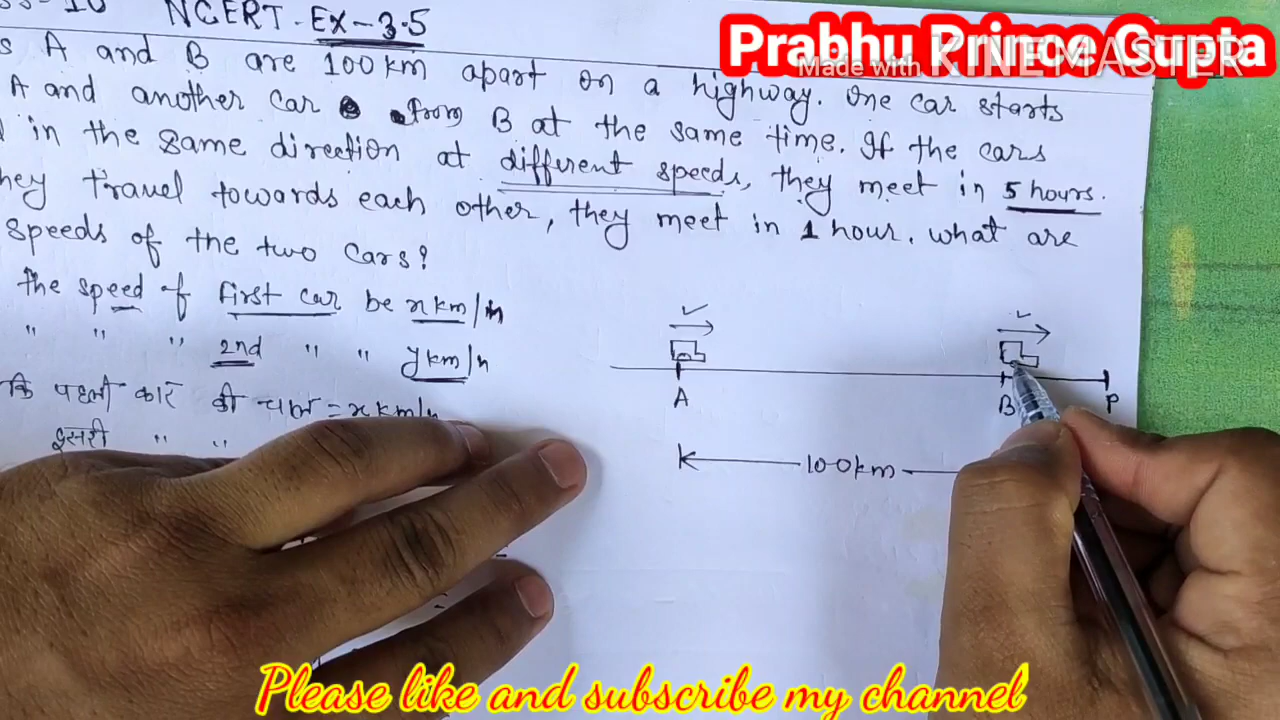 10 NCERT - Ex-3.5
Prabhu Prince Gupta
Made with KINEMASTER
s A and B are 100km apart on a highway. One car starts
A and another car from B at the same time. If the cars
in the same direction at different speeds, they meet in 5 hours.
hey travel towards each other, they meet in 1 hour. what are
speeds of the two cars?
the speed of first car be x km/h
" " " 2nd " " y km/h
कि पहली कार की चाल = x km/h
दूसरी " "
A B P
100km
Please like and subscribe my channel